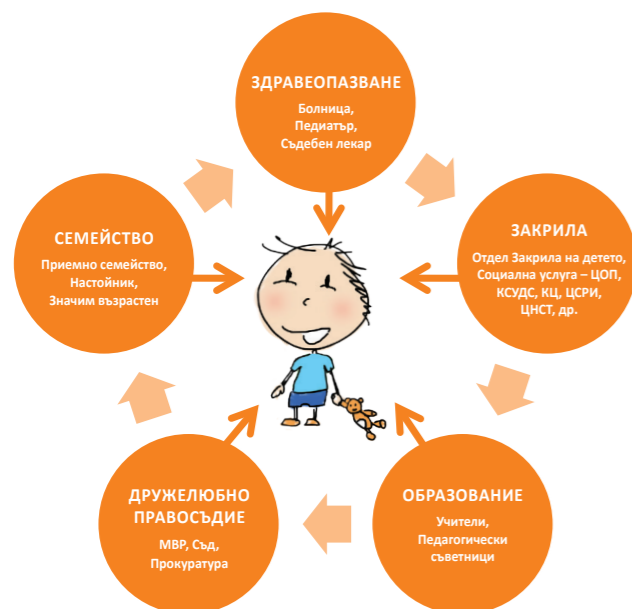 ЗДРАВЕОПАЗВАНЕ
Болница,
Педиатър,
Съдебен лекар
ЗАКРИЛА
Отдел Закрила на детето,
Социална услуга – ЦОП,
КСУДС, КЦ, ЦСРИ,
ЦНСТ, др.
ОБРАЗОВАНИЕ
Учители,
Педагогически
съветници
ДРУЖЕЛЮБНО
ПРАВОСЪДИЕ
МВР, Съд,
Прокуратура
СЕМЕЙСТВО
Приемно семейство,
Настойник,
Значим възрастен